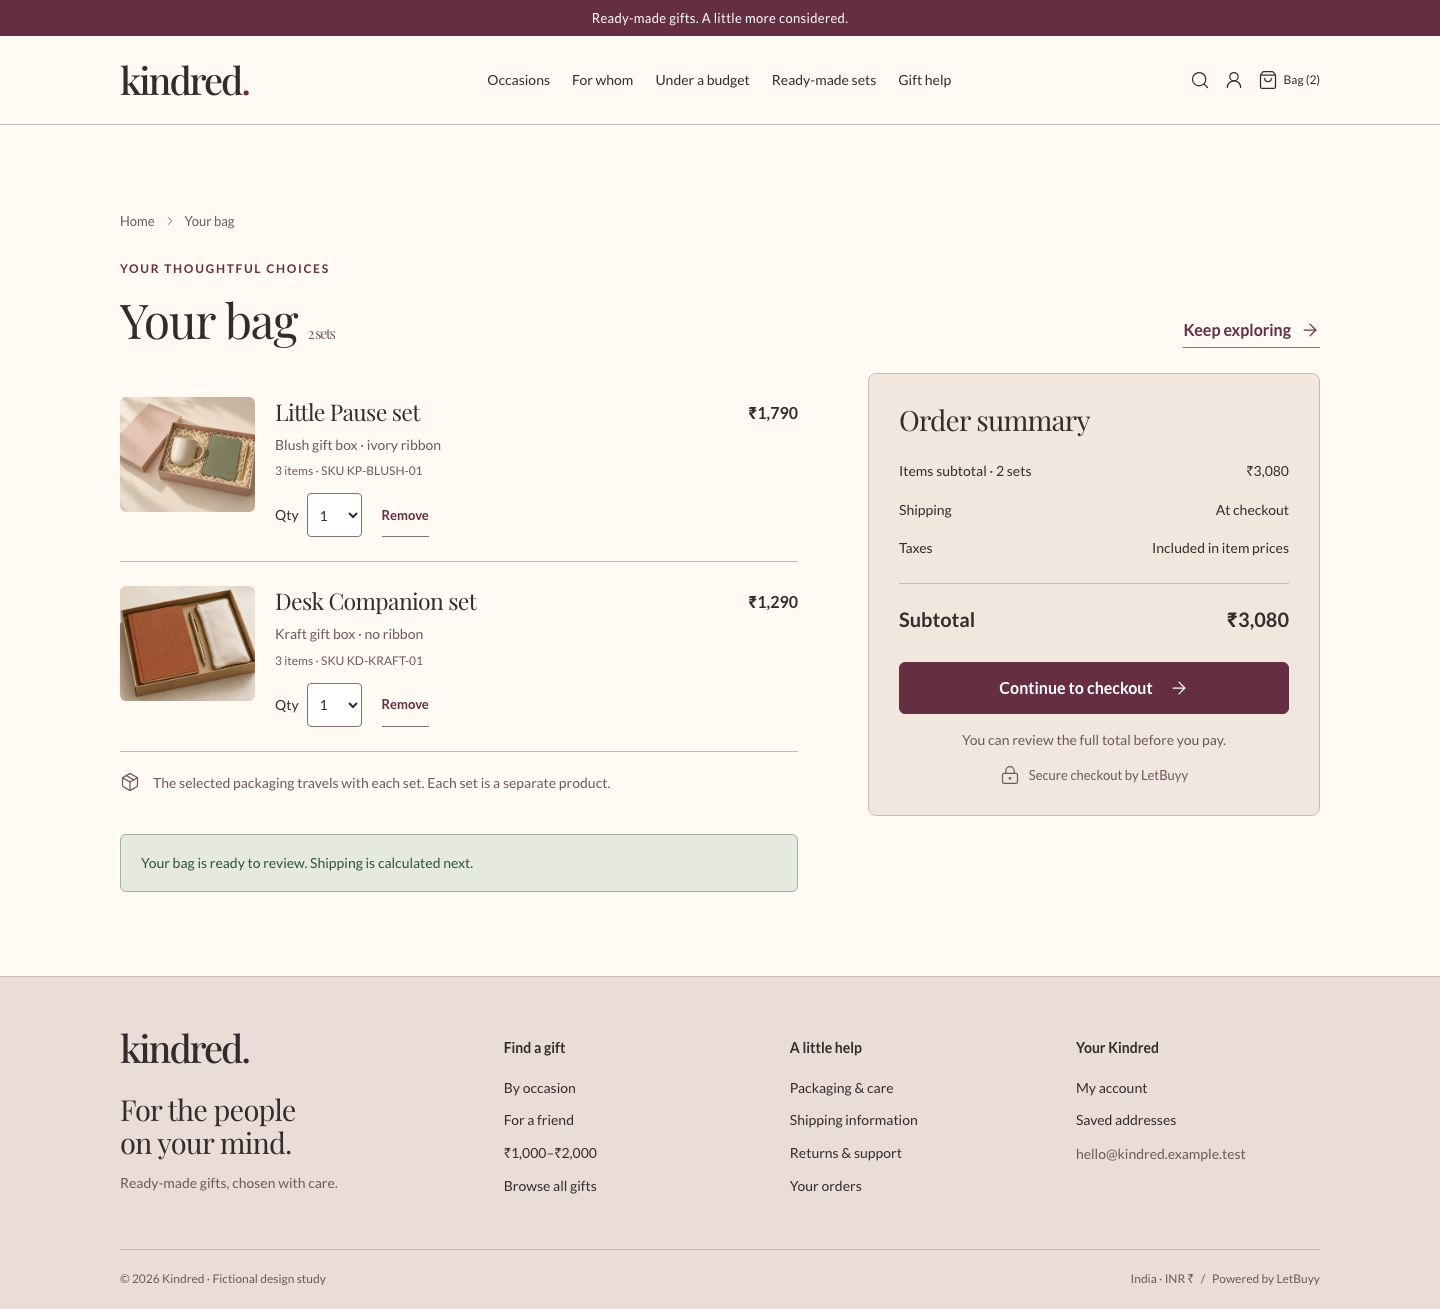 Ready-made gifts. A little more considered.
kindred.
Occasions For whom Under a budget Ready-made sets Gift help
Bag (2)
Home Your bag
YOUR THOUGHTFUL CHOICES
Your bag 2 sets
Keep exploring
Little Pause set ₹1,790
Blush gift box · ivory ribbon
3 items · SKU KP-BLUSH-01
Qty 1 Remove
Desk Companion set ₹1,290
Kraft gift box · no ribbon
3 items · SKU KD-KRAFT-01
Qty 1 Remove
The selected packaging travels with each set. Each set is a separate product.
Your bag is ready to review. Shipping is calculated next.
Order summary
Items subtotal · 2 sets ₹3,080
Shipping At checkout
Taxes Included in item prices
Subtotal ₹3,080
Continue to checkout
You can review the full total before you pay.
Secure checkout by LetBuyy
kindred.
For the people
on your mind.
Ready-made gifts, chosen with care.
Find a gift
By occasion
For a friend
₹1,000–₹2,000
Browse all gifts
A little help
Packaging & care
Shipping information
Returns & support
Your orders
Your Kindred
My account
Saved addresses
hello@kindred.example.test
© 2026 Kindred · Fictional design study
India · INR ₹ / Powered by LetBuyy